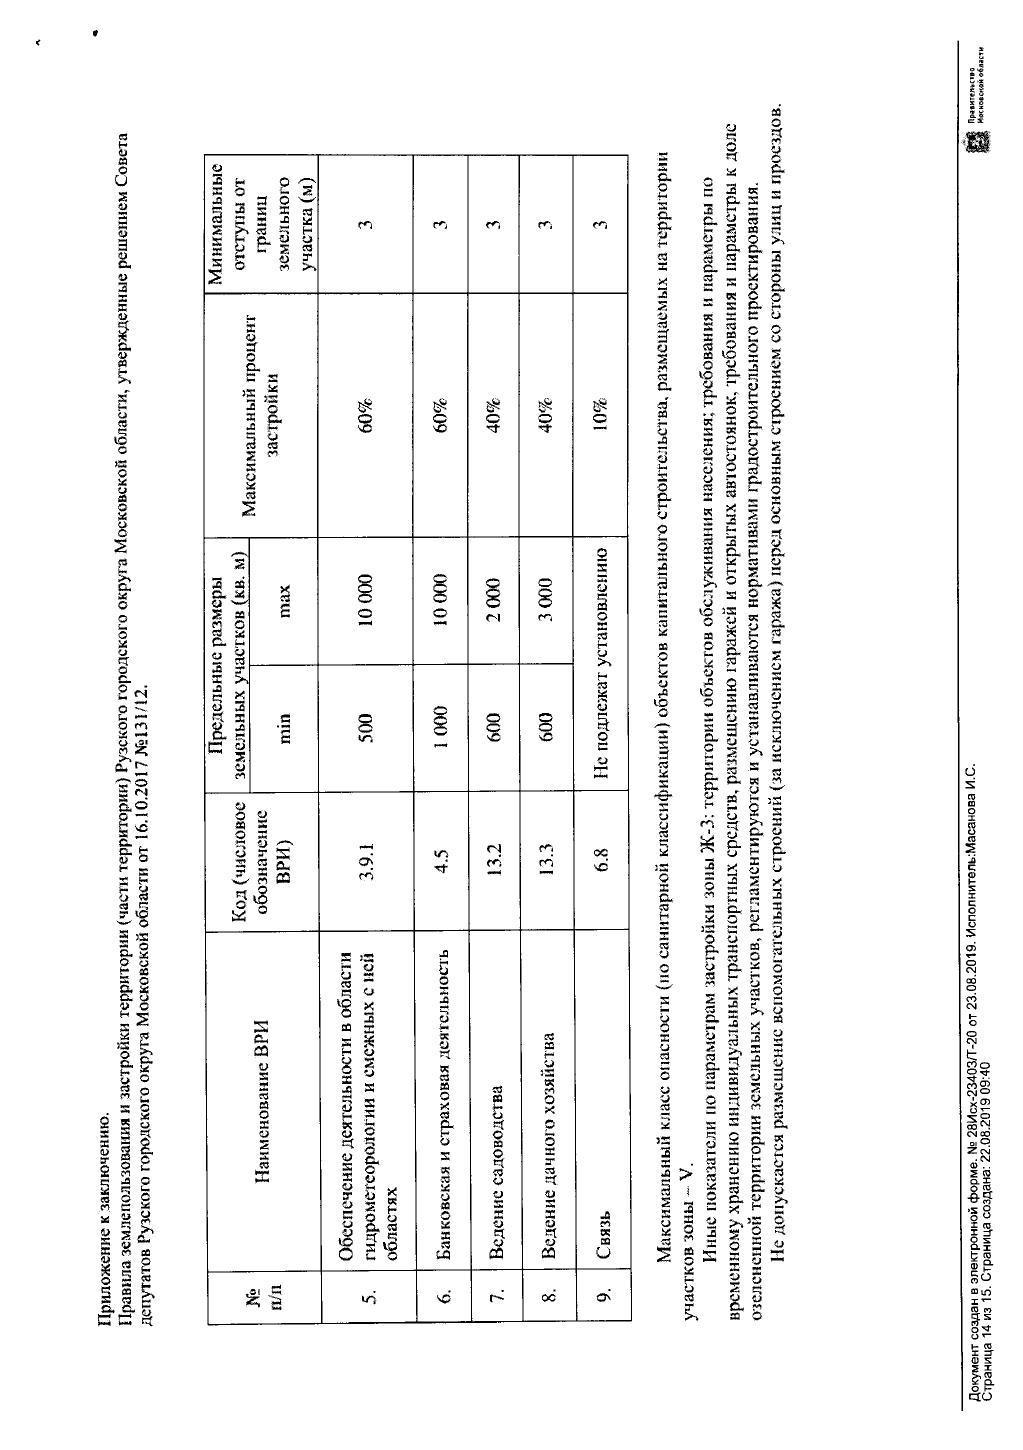 Приложение к заключению.
Правила землепользования и застройки территории (части территории) Рузского городского округа Московской области, утвержденные решением Совета
депутатов Рузского городского округа Московской области от 16.10.2017 №131/12.
№
п/п
Наименование ВРИ
Код (числовое
обозначение
ВРИ)
Предельные размеры
земельных участков (кв. м)
min
max
Максимальный процент
застройки
Минимальные
отступы от
границ
земельного
участка (м)
5.
Обеспечение деятельности в области
гидрометеорологии и смежных с ней
областях
3.9.1
500
10 000
60%
3
6.
Банковская и страховая деятельность
4.5
1 000
10 000
60%
3
7.
Ведение садоводства
13.2
600
2 000
40%
3
8.
Ведение дачного хозяйства
13.3
600
3 000
40%
3
9.
Связь
6.8
Не подлежат установлению
10%
3
Максимальный класс опасности (по санитарной классификации) объектов капитального строительства, размещаемых на территории
участков зоны – V.
Иные показатели по параметрам застройки зоны Ж-3: территории объектов обслуживания населения; требования и параметры по
временному хранению индивидуальных транспортных средств, размещению гаражей и открытых автостоянок, требования и параметры к доле
озелененной территории земельных участков, регламентируются и устанавливаются нормативами градостроительного проектирования.
Не допускается размещение вспомогательных строений (за исключением гаража) перед основным строением со стороны улиц и проездов.
Документ создан в электронной форме. № 28Исх-23403/Т-20 от 23.08.2019. Исполнитель:Масанова И.С.
Страница 14 из 15. Страница создана: 22.08.2019 09:40
Правительство
Московской области